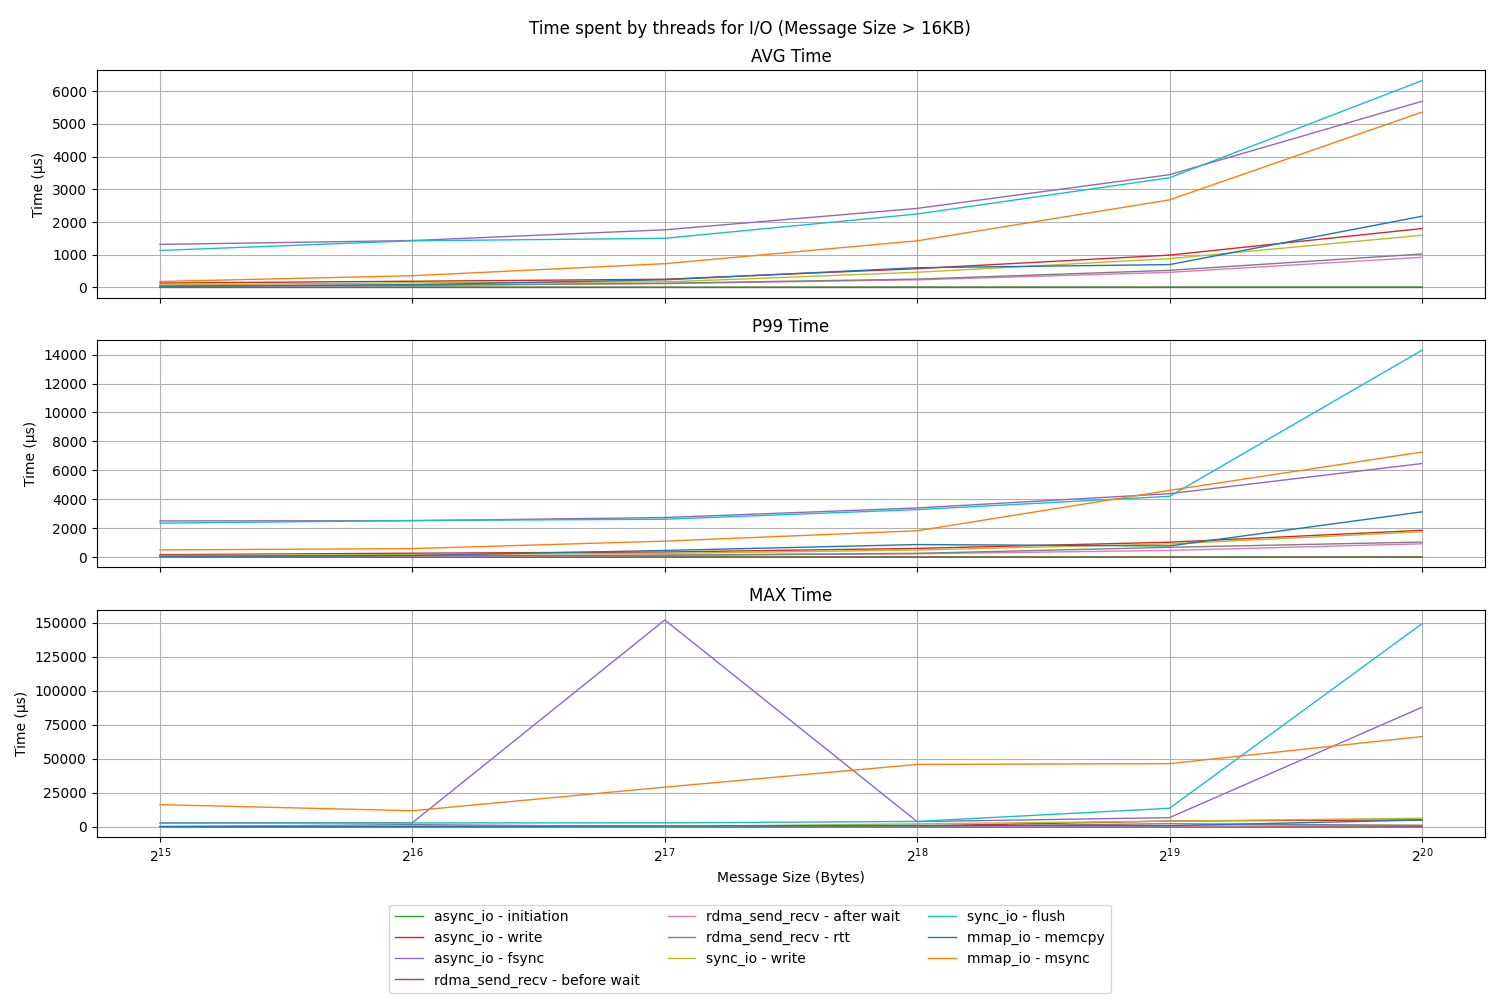 Time spent by threads for I/O (Message Size > 16KB)
AVG Time
6000
5000
4000
3000
2000
1000
0
Time (µs)
P99 Time
14000
12000
10000
8000
6000
4000
2000
0
Time (µs)
MAX Time
150000
125000
100000
75000
50000
25000
0
Time (µs)
2^15 2^16 2^17 2^18 2^19 2^20
Message Size (Bytes)
async_io - initiation
async_io - write
async_io - fsync
rdma_send_recv - before wait
rdma_send_recv - after wait
rdma_send_recv - rtt
sync_io - write
sync_io - flush
mmap_io - memcpy
mmap_io - msync